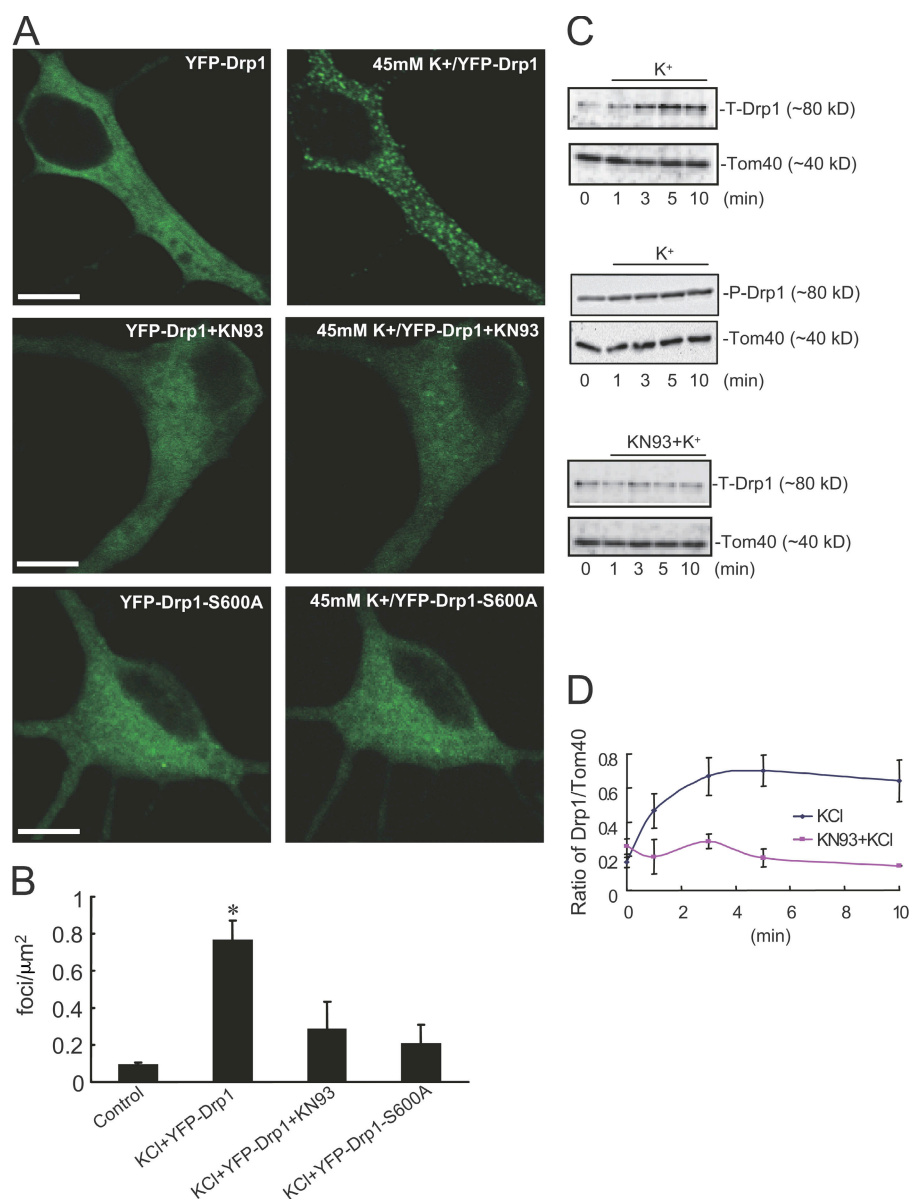 A
YFP-Drp1
45mM K+/YFP-Drp1
YFP-Drp1+KN93
45mM K+/YFP-Drp1+KN93
YFP-Drp1-S600A
45mM K+/YFP-Drp1-S600A
B
foci/µm²
1
0.8
0.6
0.4
0.2
0
*
Control
KCl+YFP-Drp1
KCl+YFP-Drp1+KN93
KCl+YFP-Drp1-S600A
C
K⁺
-T-Drp1 (~80 kD)
-Tom40 (~40 kD)
0 1 3 5 10 (min)
K⁺
-P-Drp1 (~80 kD)
-Tom40 (~40 kD)
0 1 3 5 10 (min)
KN93+K⁺
-T-Drp1 (~80 kD)
-Tom40 (~40 kD)
0 1 3 5 10 (min)
D
Ratio of Drp1/Tom40
0.8
0.6
0.4
0.2
0
KCl
KN93+KCl
0 2 4 6 8 10
(min)